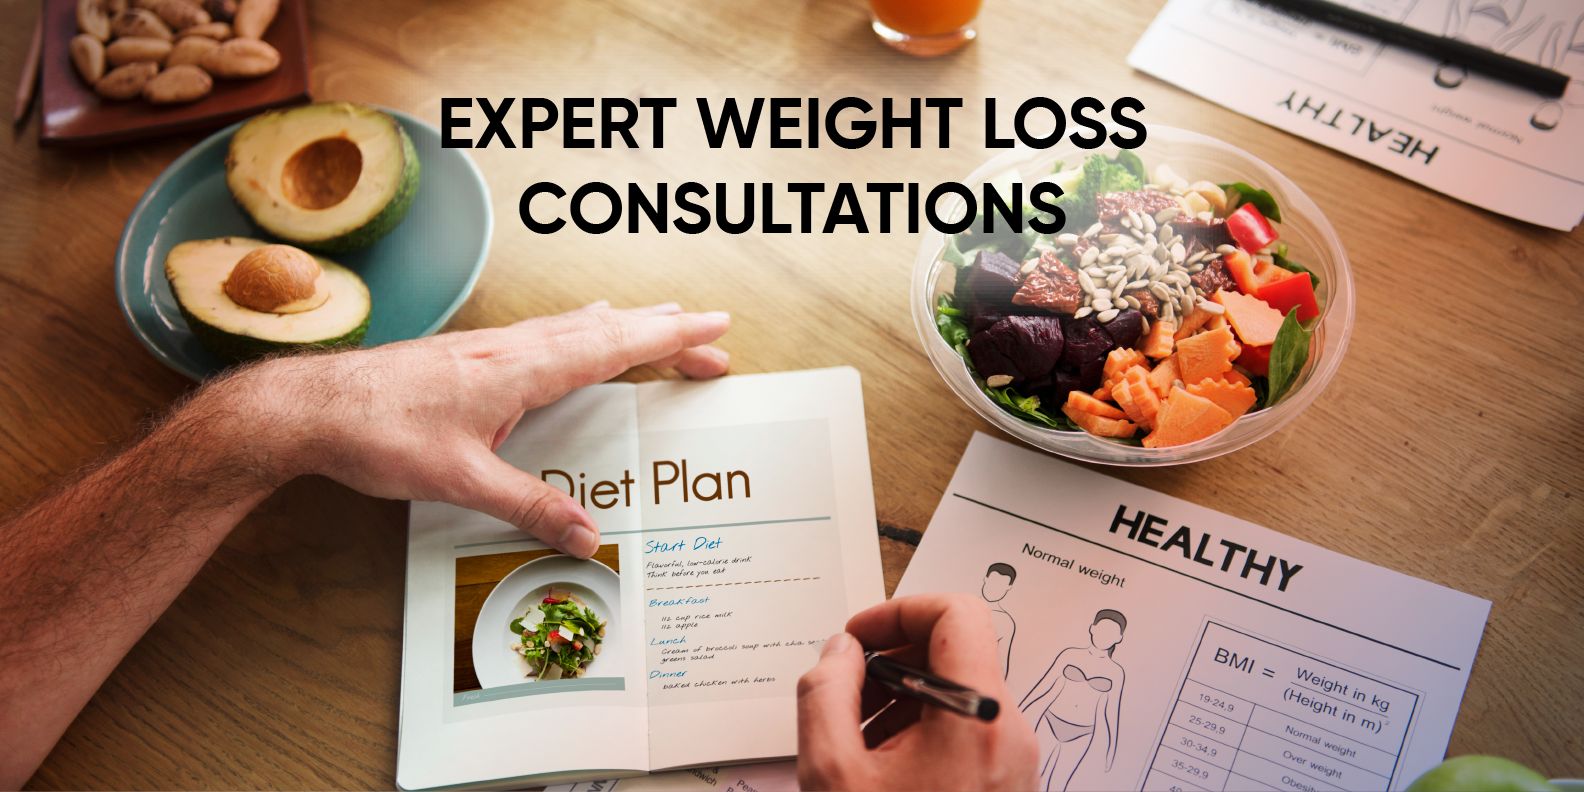 EXPERT WEIGHT LOSS
CONSULTATIONS
HEALTHY
Normal weight
Diet Plan
Start Diet
Flavorful, low-calorie drink
Think before you eat
Breakfast
1/2 cup rice milk
1/2 apple
Lunch
Cream of broccoli soup with chia
greens salad
Dinner
baked chicken with herbs
HEALTHY
Normal weight
BMI = Weight in kg
(Height in m)²
19-24,9 Normal weight
25-29,9 Over weight
30-34,9
35-29,9